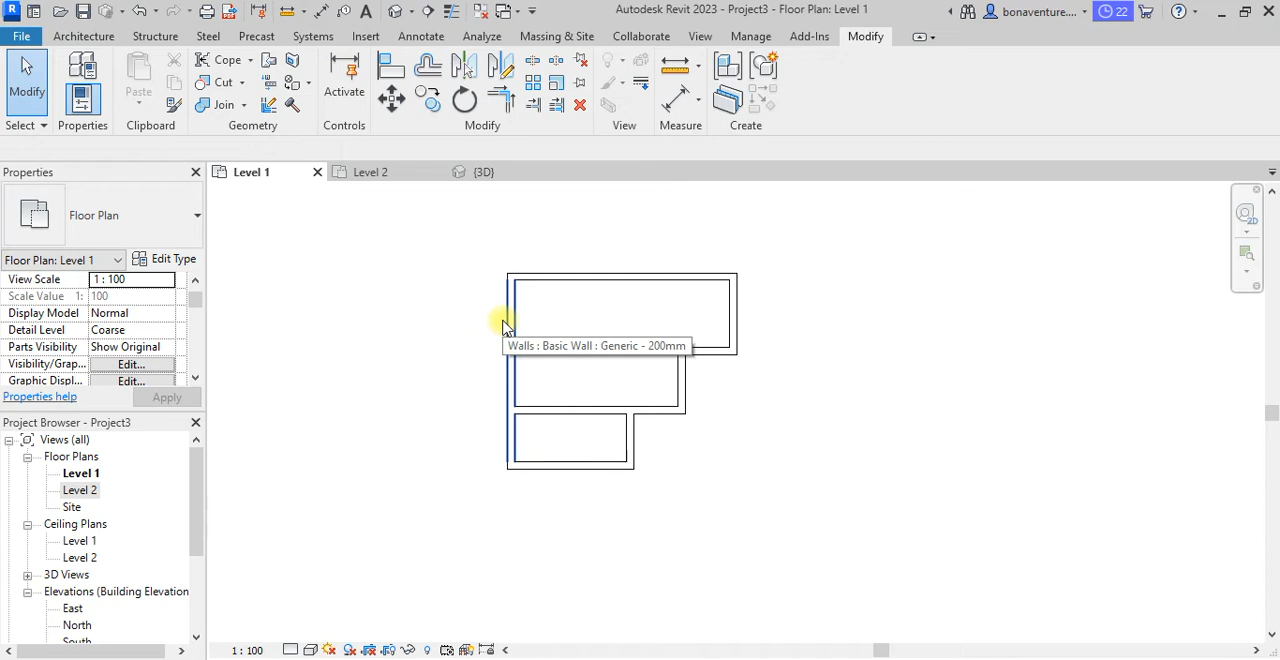 Autodesk Revit 2023 - Project3 - Floor Plan: Level 1
bonaventure....
22
File Architecture Structure Steel Precast Systems Insert Annotate Analyze Massing & Site Collaborate View Manage Add-Ins Modify
Modify
Paste
Cope
Cut
Join
Activate
Select Properties Clipboard Geometry Controls Modify View Measure Create
Properties
Level 1
Level 2
{3D}
Floor Plan
Floor Plan: Level 1
Edit Type
View Scale 1 : 100
Scale Value 1: 100
Display Model Normal
Detail Level Coarse
Parts Visibility Show Original
Visibility/Grap... Edit...
Graphic Displ... Edit...
Properties help
Apply
Project Browser - Project3
Views (all)
Floor Plans
Level 1
Level 2
Site
Ceiling Plans
Level 1
Level 2
3D Views
Elevations (Building Elevation
East
North
South
Walls : Basic Wall : Generic - 200mm
2D
1 : 100